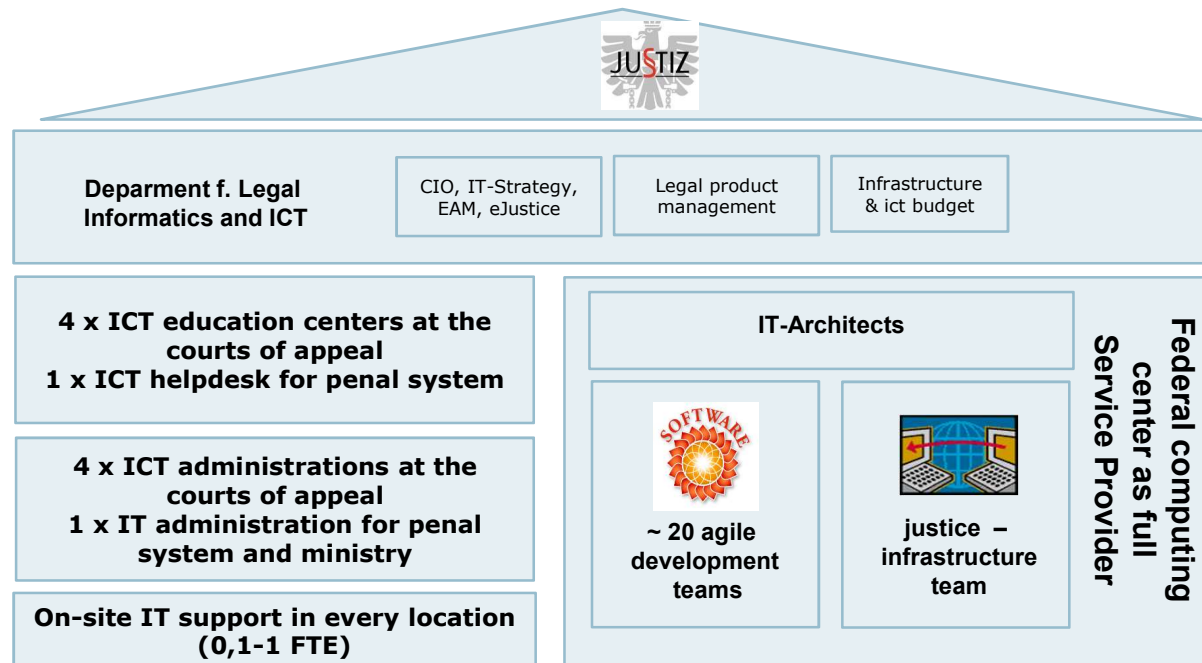 JUSTIZ
Deparment f. Legal
Informatics and ICT
CIO, IT-Strategy,
EAM, eJustice
Legal product
management
Infrastructure
& ict budget
4 x ICT education centers at the
courts of appeal
1 x ICT helpdesk for penal system
4 x ICT administrations at the
courts of appeal
1 x IT administration for penal
system and ministry
On-site IT support in every location
(0,1-1 FTE)
IT-Architects
SOFTWARE
~ 20 agile
development
teams
justice –
infrastructure
team
Federal computing
center as full
Service Provider